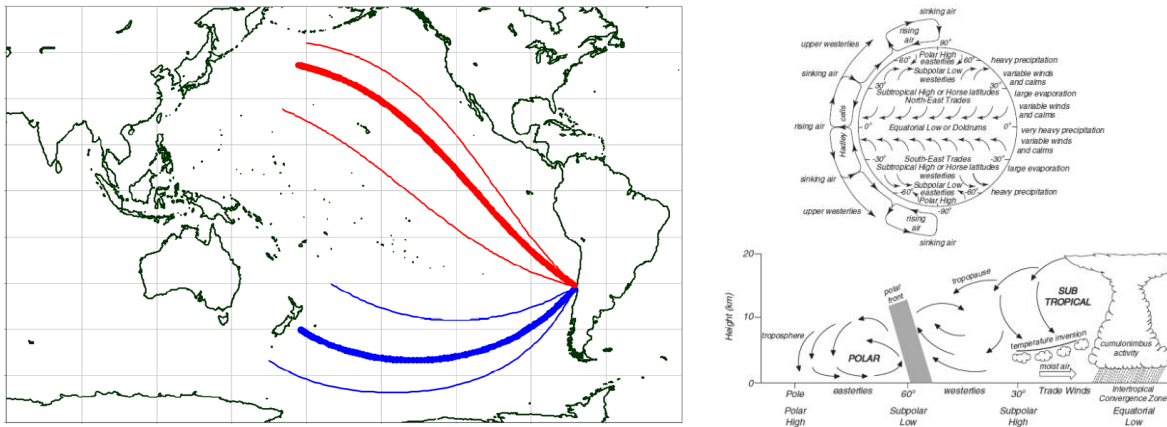 sinking air
rising
air
upper westerlies
90°
Polar High
60° easterlies 60°
heavy precipitation
Subpolar Low
westerlies
sinking air
variable winds
and calms
30° 30°
Subtropical High or Horse latitudes
large evaporation
North-East Trades
cells
variable winds
and calms
rising air
0° Equatorial Low or Doldrums 0°
very heavy precipitation
Hadley
variable winds
and calms
-30° South-East Trades -30°
Subtropical High or Horse latitudes
large evaporation
westerlies
sinking air
Subpolar Low
-60° easterlies -60°
heavy precipitation
Polar High
-90°
upper westerlies
rising
air
sinking air
20
10
0
Height (km)
tropopause
polar
front
SUB
TROPICAL
troposphere
temperature inversion
cumulonimbus
activity
POLAR
moist air
Pole easterlies 60° westerlies 30° Trade Winds
Intertropical
Convergence Zone
Polar
High
Subpolar
Low
Subpolar
High
Equatorial
Low